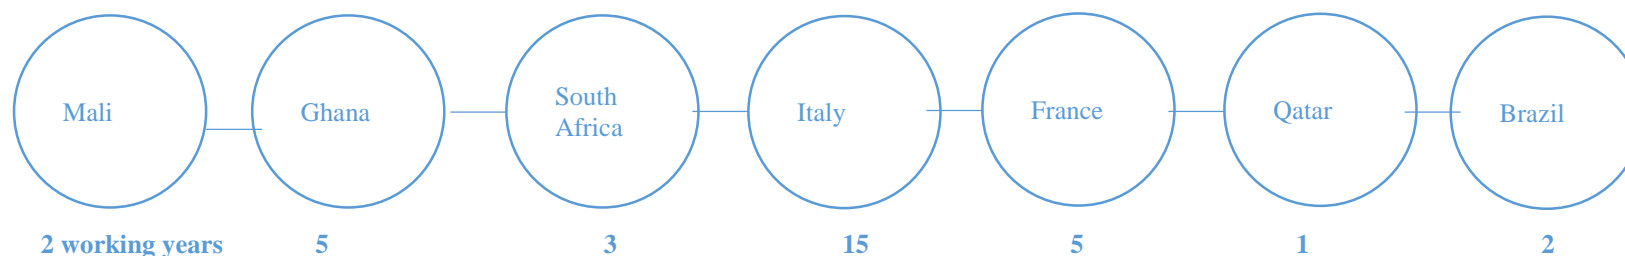 Mali
Ghana
South
Africa
Italy
France
Qatar
Brazil
2 working years 5 3 15 5 1 2